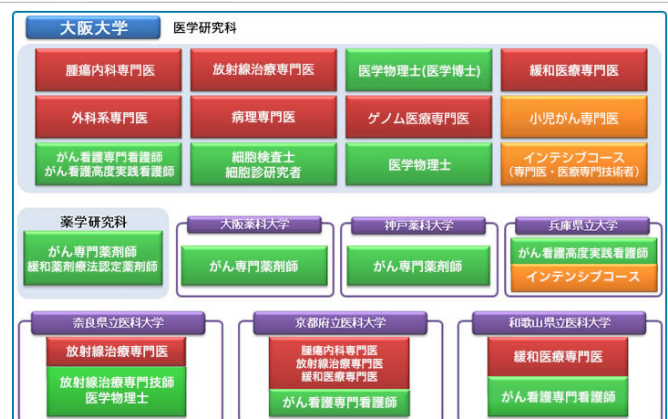 大阪大学 医学研究科
腫瘍内科専門医 放射線治療専門医 医学物理士(医学博士) 緩和医療専門医
外科系専門医 病理専門医 ゲノム医療専門医 小児がん専門医
がん看護専門看護師
がん看護高度実践看護師
細胞検査士
細胞診研究者
医学物理士
インテシブコース
(専門医・医療専門技術者)
薬学研究科
がん専門薬剤師
緩和薬剤療法認定薬剤師
大阪薬科大学
がん専門薬剤師
神戸薬科大学
がん専門薬剤師
兵庫県立大学
がん看護高度実践看護師
インテンシブコース
奈良県立医科大学
放射線治療専門医
放射線治療専門技師
医学物理士
京都府立医科大学
腫瘍内科専門医
放射線治療専門医
緩和医療専門医
がん看護専門看護師
和歌山県立医科大学
緩和医療専門医
がん看護専門看護師